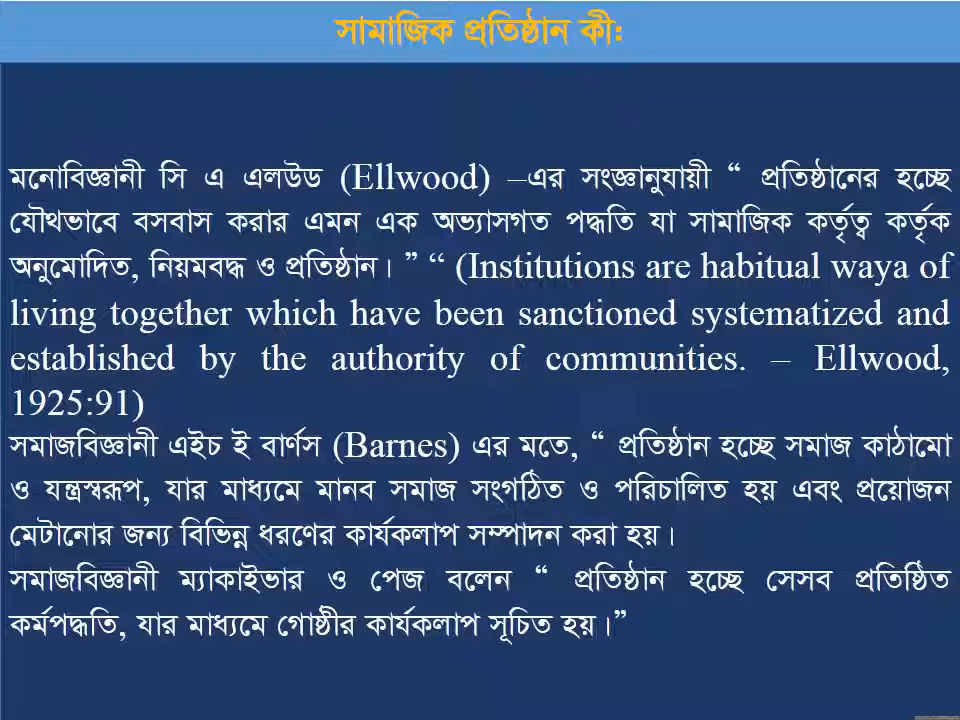 সামাজিক প্রতিষ্ঠান কী:
মনোবিজ্ঞানী সি এ এলউড (Ellwood) –এর সংজ্ঞানুযায়ী “ প্রতিষ্ঠানের হচ্ছে
যৌথভাবে বসবাস করার এমন এক অভ্যাসগত পদ্ধতি যা সামাজিক কর্তৃত্ব কর্তৃক
অনুমোদিত, নিয়মবদ্ধ ও প্রতিষ্ঠান। ” “ (Institutions are habitual waya of
living together which have been sanctioned systematized and
established by the authority of communities. – Ellwood,
1925:91)
সমাজবিজ্ঞানী এইচ ই বার্ণস (Barnes) এর মতে, “ প্রতিষ্ঠান হচ্ছে সমাজ কাঠামো
ও যন্ত্রস্বরূপ, যার মাধ্যমে মানব সমাজ সংগঠিত ও পরিচালিত হয় এবং প্রয়োজন
মেটানোর জন্য বিভিন্ন ধরণের কার্যকলাপ সম্পাদন করা হয়।
সমাজবিজ্ঞানী ম্যাকাইভার ও পেজ বলেন “ প্রতিষ্ঠান হচ্ছে সেসব প্রতিষ্ঠিত
কর্মপদ্ধতি, যার মাধ্যমে গোষ্ঠীর কার্যকলাপ সূচিত হয়।”